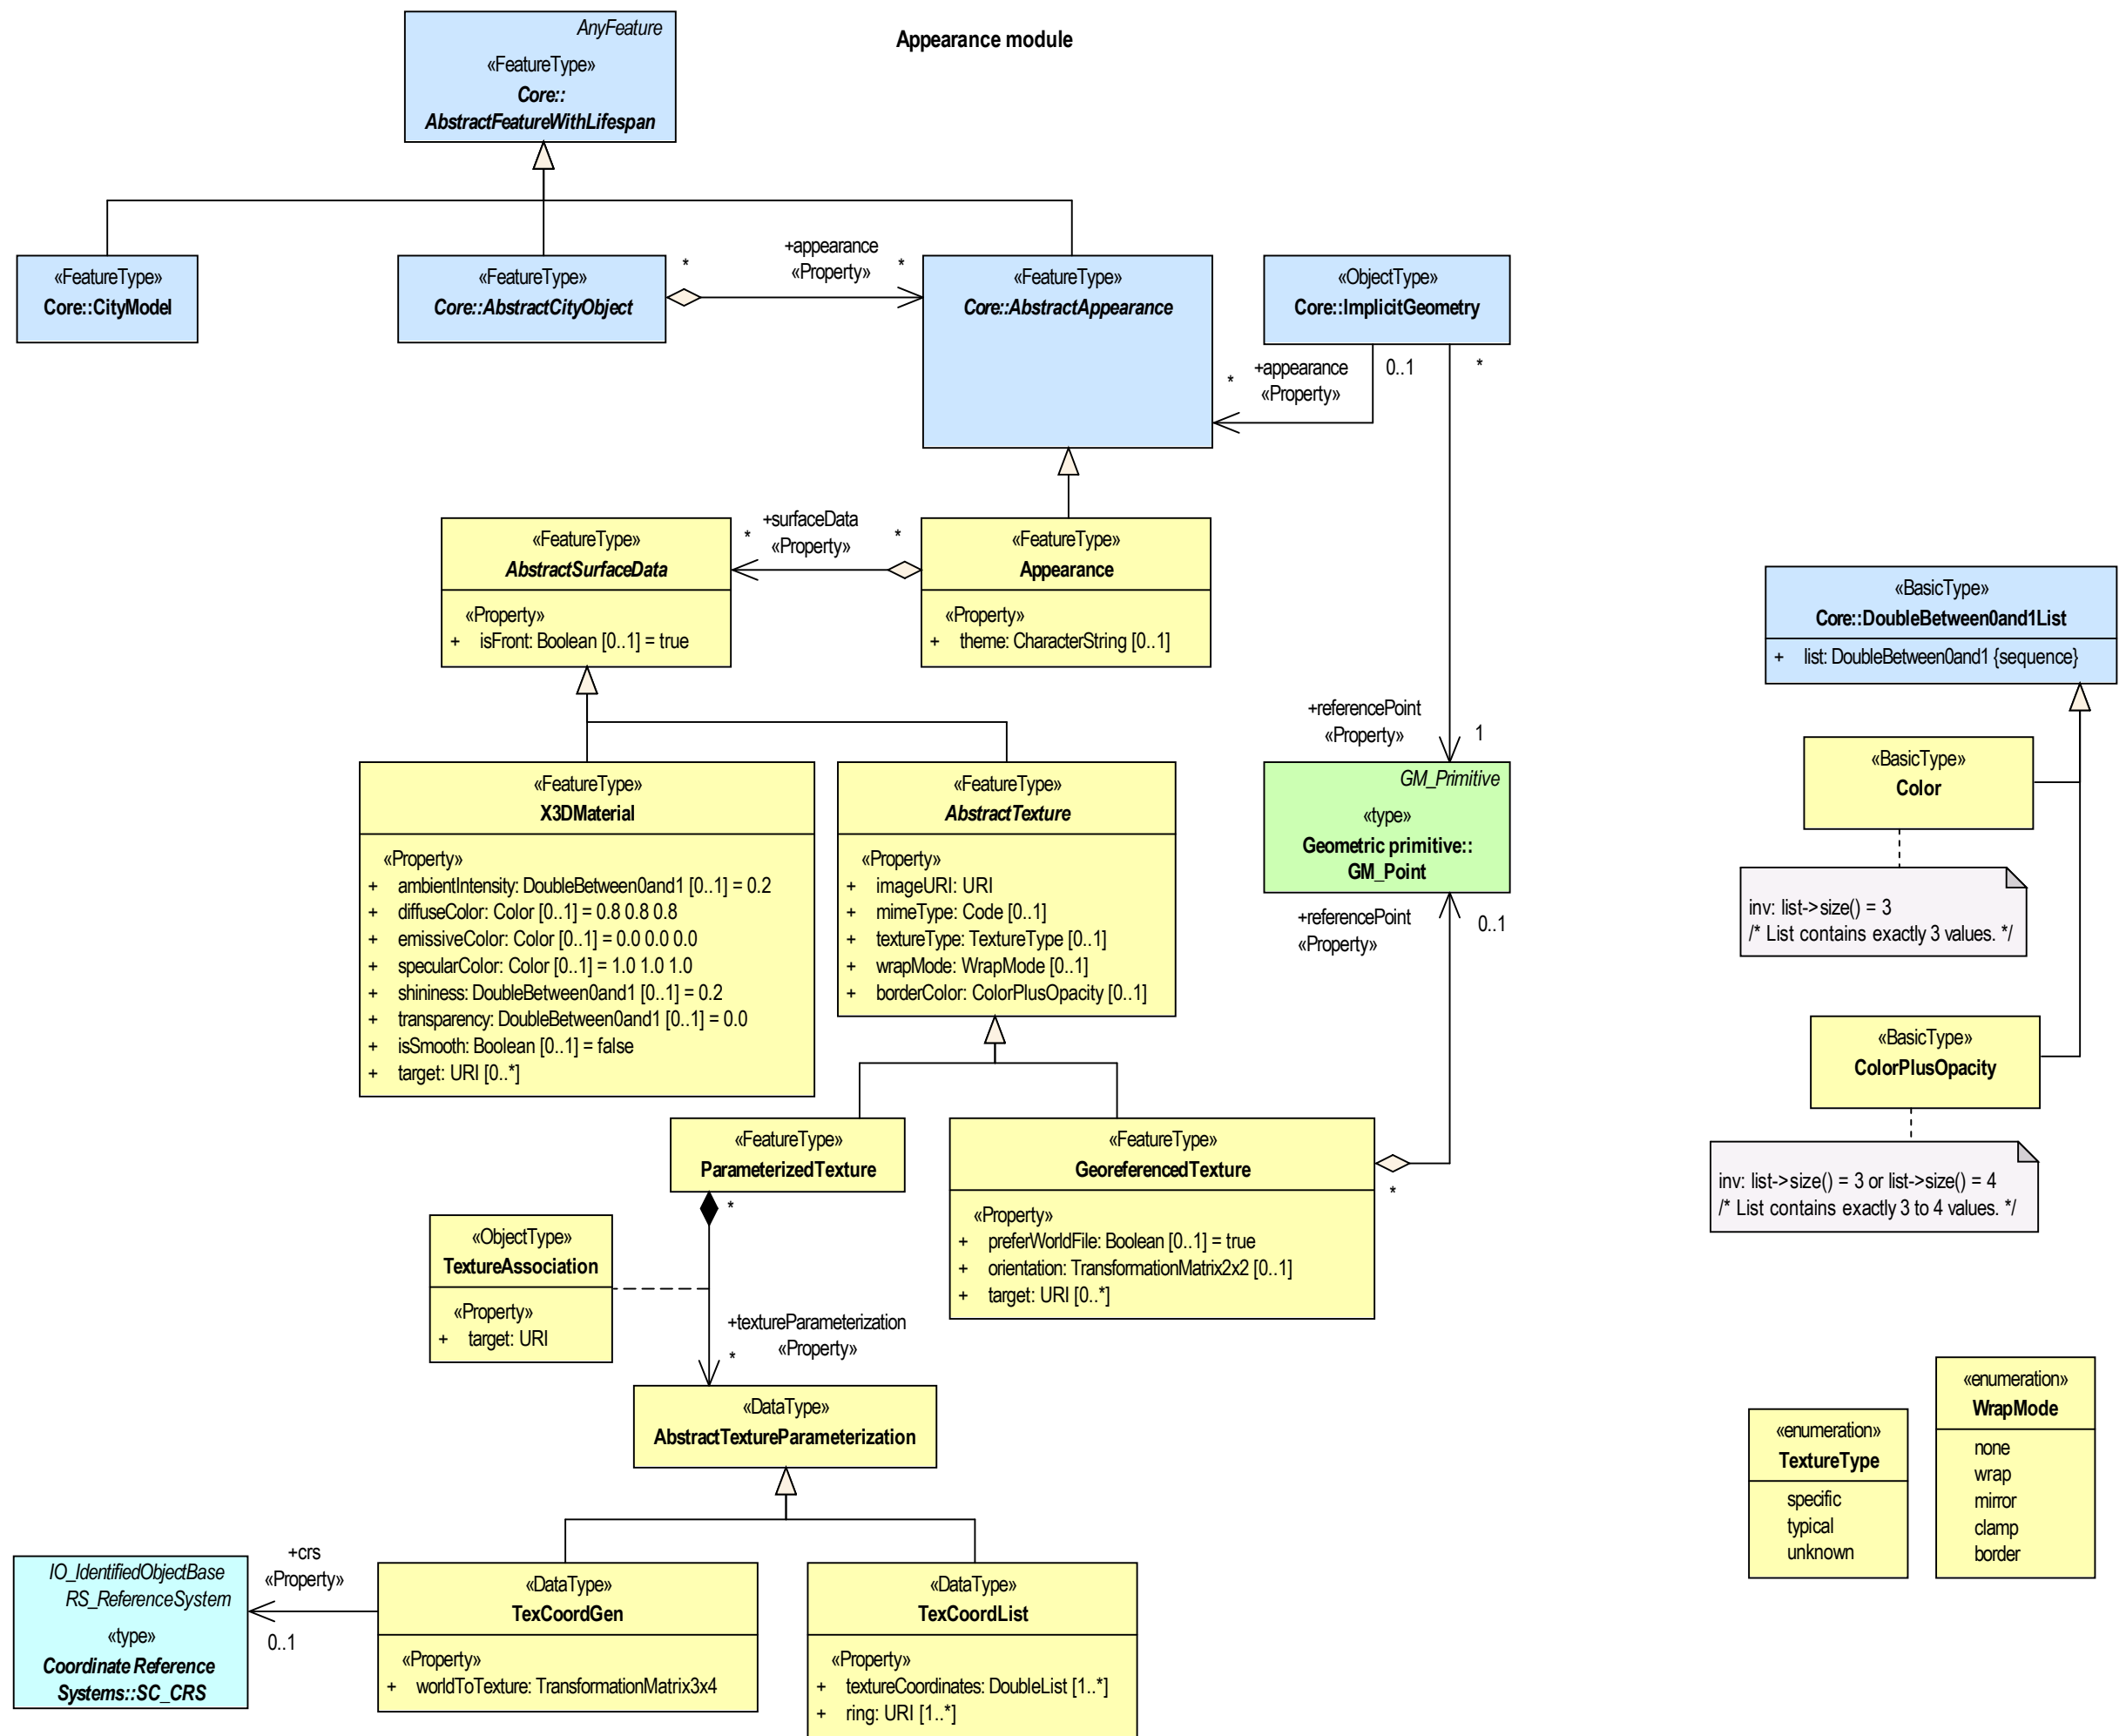 Appearance module
AnyFeature
«FeatureType»
Core::
AbstractFeatureWithLifespan
«FeatureType»
Core::CityModel
«FeatureType»
Core::AbstractCityObject
*
+appearance
«Property»
*
«FeatureType»
Core::AbstractAppearance
«ObjectType»
Core::ImplicitGeometry
+appearance
«Property»
*
0..1
*
«FeatureType»
AbstractSurfaceData
«Property»
+ isFront: Boolean [0..1] = true
*
+surfaceData
«Property»
*
«FeatureType»
Appearance
«Property»
+ theme: CharacterString [0..1]
«BasicType»
Core::DoubleBetween0and1List
+ list: DoubleBetween0and1 {sequence}
+referencePoint
«Property»
1
«FeatureType»
X3DMaterial
«Property»
+ ambientIntensity: DoubleBetween0and1 [0..1] = 0.2
+ diffuseColor: Color [0..1] = 0.8 0.8 0.8
+ emissiveColor: Color [0..1] = 0.0 0.0 0.0
+ specularColor: Color [0..1] = 1.0 1.0 1.0
+ shininess: DoubleBetween0and1 [0..1] = 0.2
+ transparency: DoubleBetween0and1 [0..1] = 0.0
+ isSmooth: Boolean [0..1] = false
+ target: URI [0..*]
«FeatureType»
AbstractTexture
«Property»
+ imageURI: URI
+ mimeType: Code [0..1]
+ textureType: TextureType [0..1]
+ wrapMode: WrapMode [0..1]
+ borderColor: ColorPlusOpacity [0..1]
GM_Primitive
«type»
Geometric primitive::
GM_Point
+referencePoint
«Property»
0..1
«BasicType»
Color
inv: list->size() = 3
/* List contains exactly 3 values. */
«BasicType»
ColorPlusOpacity
inv: list->size() = 3 or list->size() = 4
/* List contains exactly 3 to 4 values. */
«FeatureType»
ParameterizedTexture
*
«FeatureType»
GeoreferencedTexture
«Property»
+ preferWorldFile: Boolean [0..1] = true
+ orientation: TransformationMatrix2x2 [0..1]
+ target: URI [0..*]
*
«ObjectType»
TextureAssociation
«Property»
+ target: URI
+textureParameterization
«Property»
*
«DataType»
AbstractTextureParameterization
«enumeration»
TextureType
specific
typical
unknown
«enumeration»
WrapMode
none
wrap
mirror
clamp
border
IO_IdentifiedObjectBase
RS_ReferenceSystem
«type»
Coordinate Reference
Systems::SC_CRS
+crs
«Property»
0..1
«DataType»
TexCoordGen
«Property»
+ worldToTexture: TransformationMatrix3x4
«DataType»
TexCoordList
«Property»
+ textureCoordinates: DoubleList [1..*]
+ ring: URI [1..*]